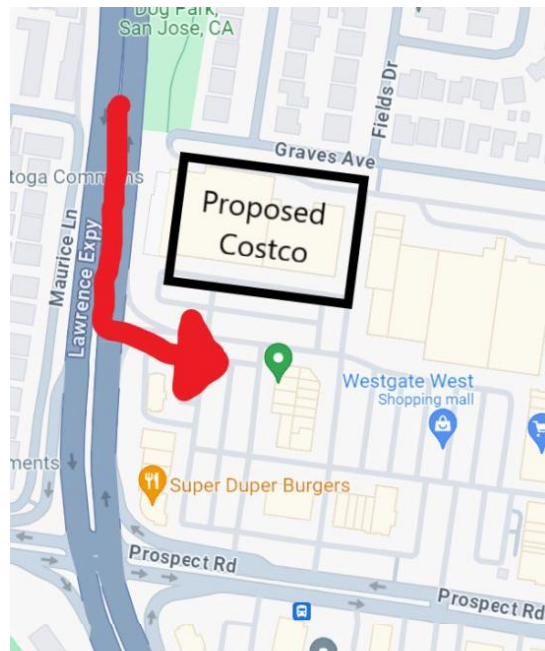 Dog Park,
San Jose, CA
Fields Dr
Graves Ave
toga Commons
Proposed
Costco
Maurice Ln
Lawrence Expy
Westgate West
Shopping mall
ments
Super Duper Burgers
Prospect Rd
Prospect Rd